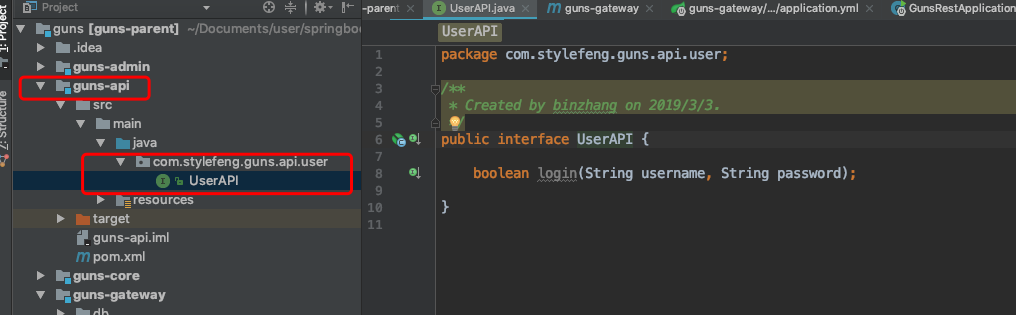 1: Project
Z: Structure
Project
guns [guns-parent] ~/Documents/user/springboo
.idea
guns-admin
guns-api
src
main
java
com.stylefeng.guns.api.user
UserAPI
resources
target
guns-api.iml
pom.xml
guns-core
guns-gateway
db
-parent
UserAPI.java
guns-gateway
guns-gateway/.../application.yml
GunsRestApplication
UserAPI
1 package com.stylefeng.guns.api.user;
2
3 /**
4 * Created by binzhang on 2019/3/3.
5 */
6 public interface UserAPI {
7
8 boolean login(String username, String password);
9
10 }
11